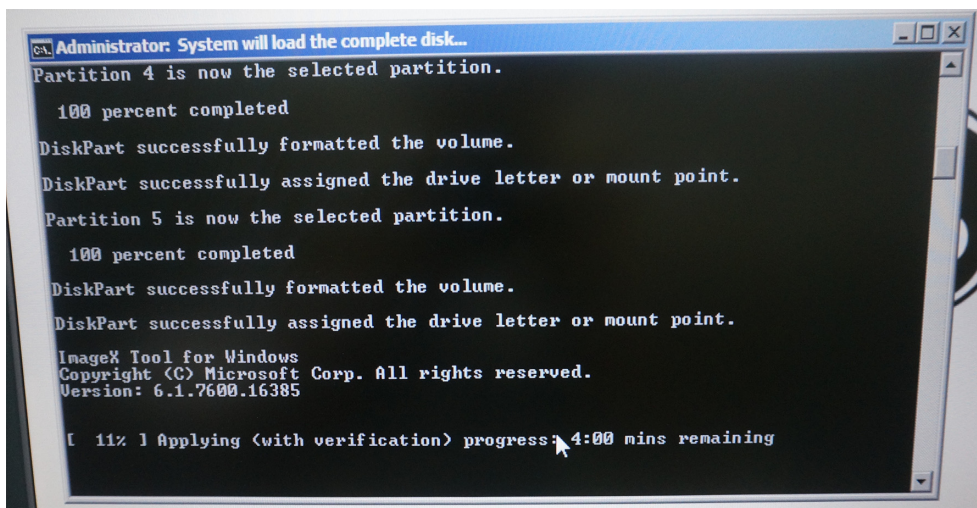 Administrator: System will load the complete disk...
Partition 4 is now the selected partition.
100 percent completed
DiskPart successfully formatted the volume.
DiskPart successfully assigned the drive letter or mount point.
Partition 5 is now the selected partition.
100 percent completed
DiskPart successfully formatted the volume.
DiskPart successfully assigned the drive letter or mount point.
ImageX Tool for Windows
Copyright (C) Microsoft Corp. All rights reserved.
Version: 6.1.7600.16385
[ 11% ] Applying (with verification) progress: 4:00 mins remaining